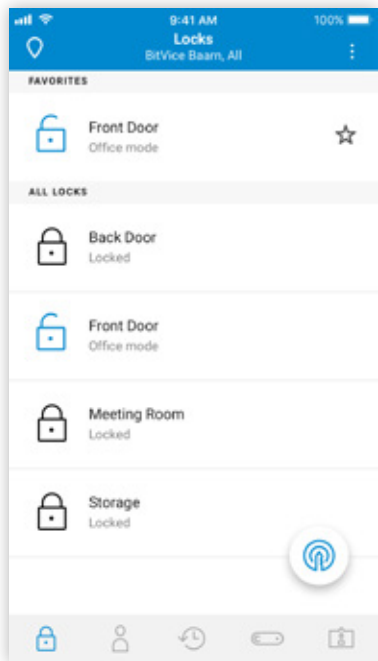 9:41 AM
100%
Locks
BitVice Baarn, All
FAVORITES
Front Door
Office mode
ALL LOCKS
Back Door
Locked
Front Door
Office mode
Meeting Room
Locked
Storage
Locked